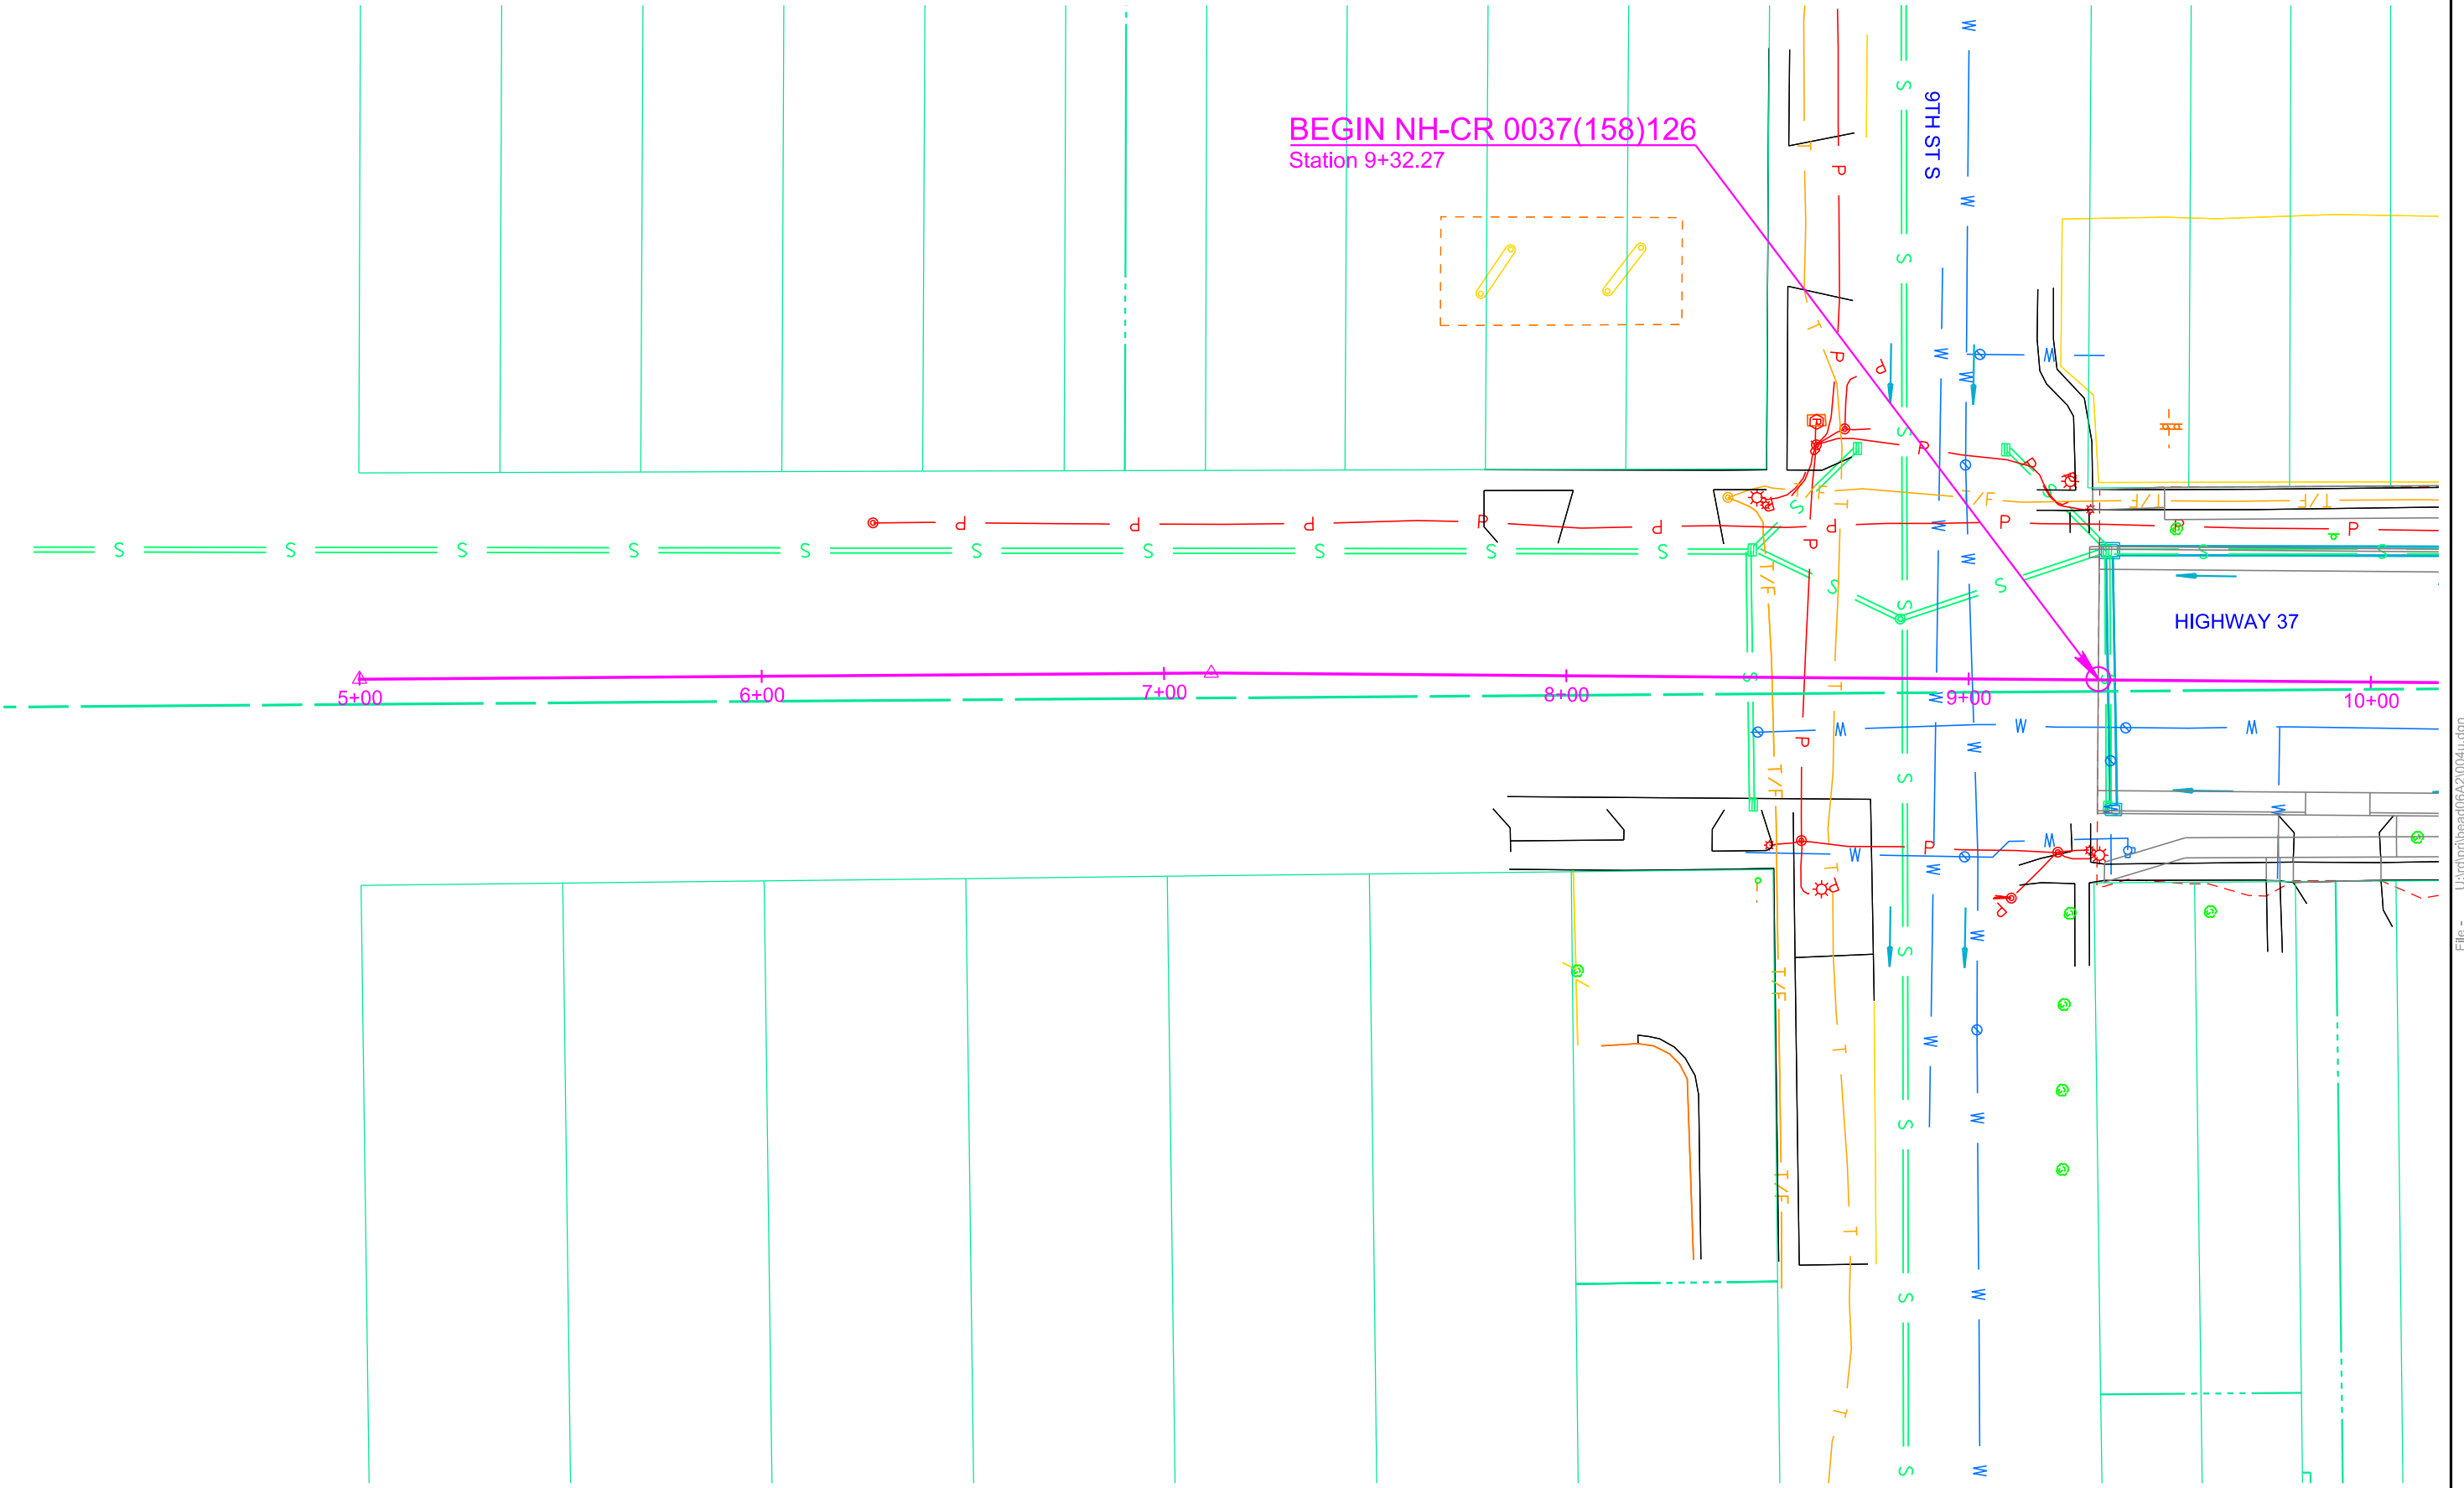 BEGIN NH-CR 0037(158)126
Station 9+32.27
9TH ST S
HIGHWAY 37
5+00
6+00
7+00
8+00
9+00
10+00
S S S S S S S S S S
P P P P P P P P P
T/F T/F T/F T/F
T/F T/F T/F T/F
T T T T T T T T
W W W W W W W W
File -